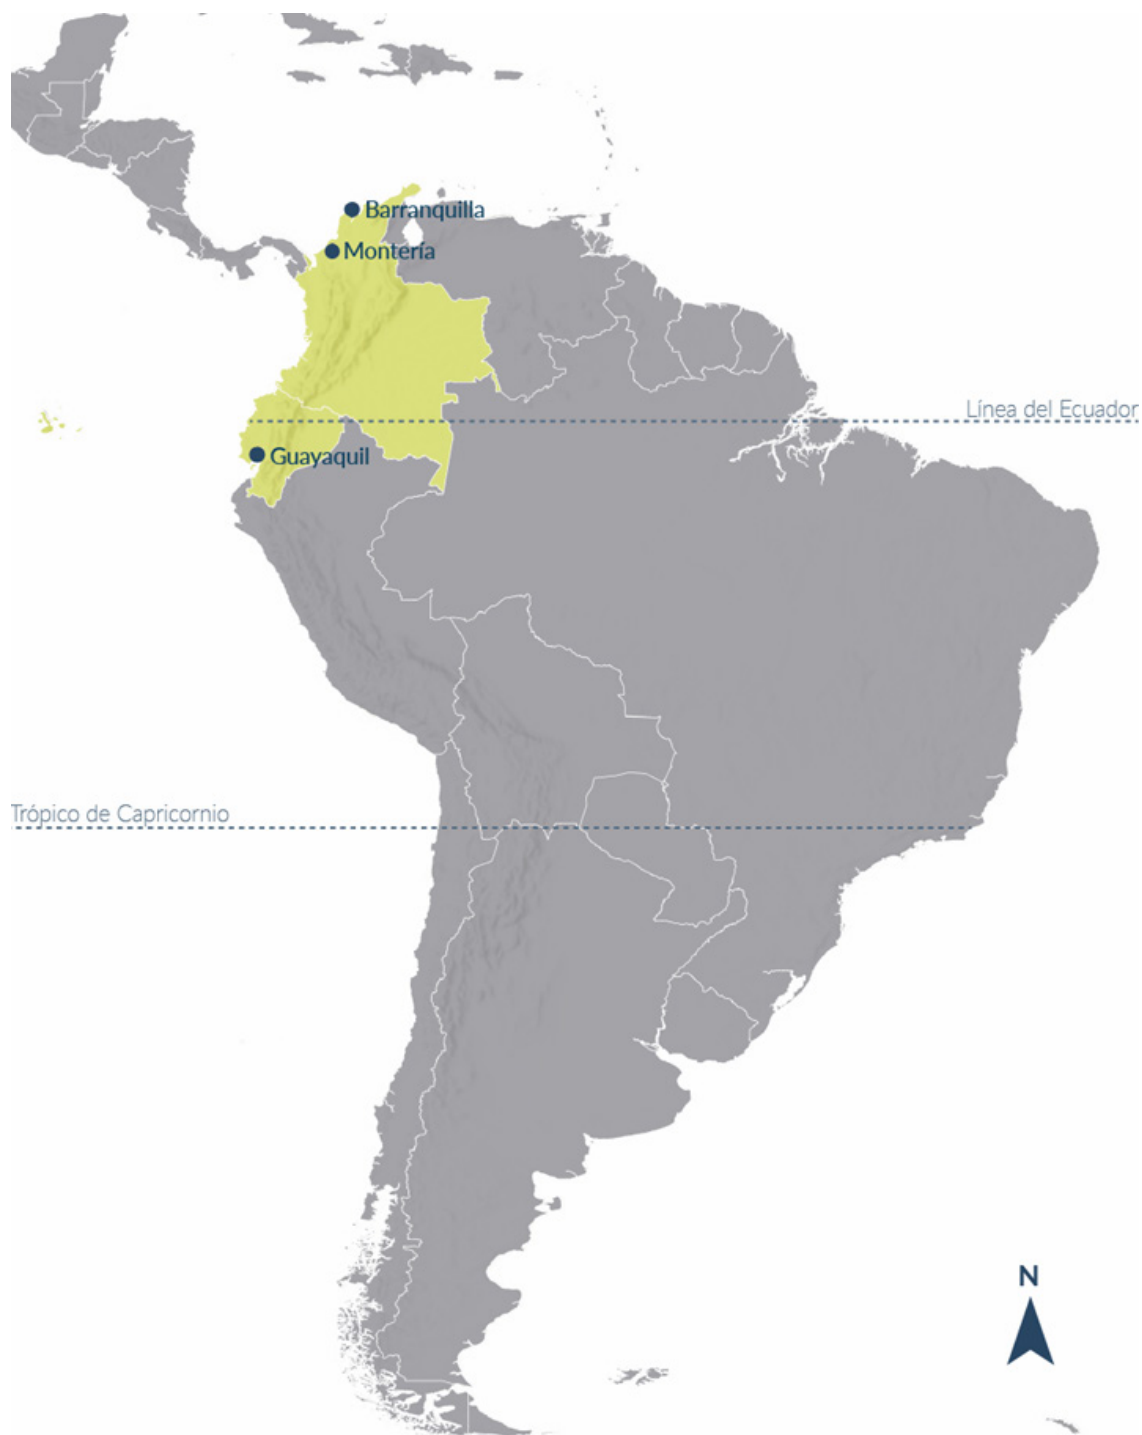 Barranquilla
Montería
Línea del Ecuador
Guayaquil
Trópico de Capricornio
N